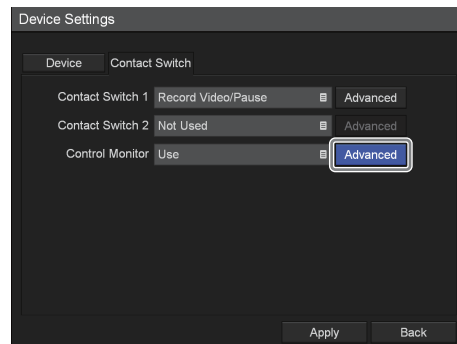 Device Settings
Device Contact Switch
Contact Switch 1 Record Video/Pause Advanced
Contact Switch 2 Not Used Advanced
Control Monitor Use Advanced
Apply Back